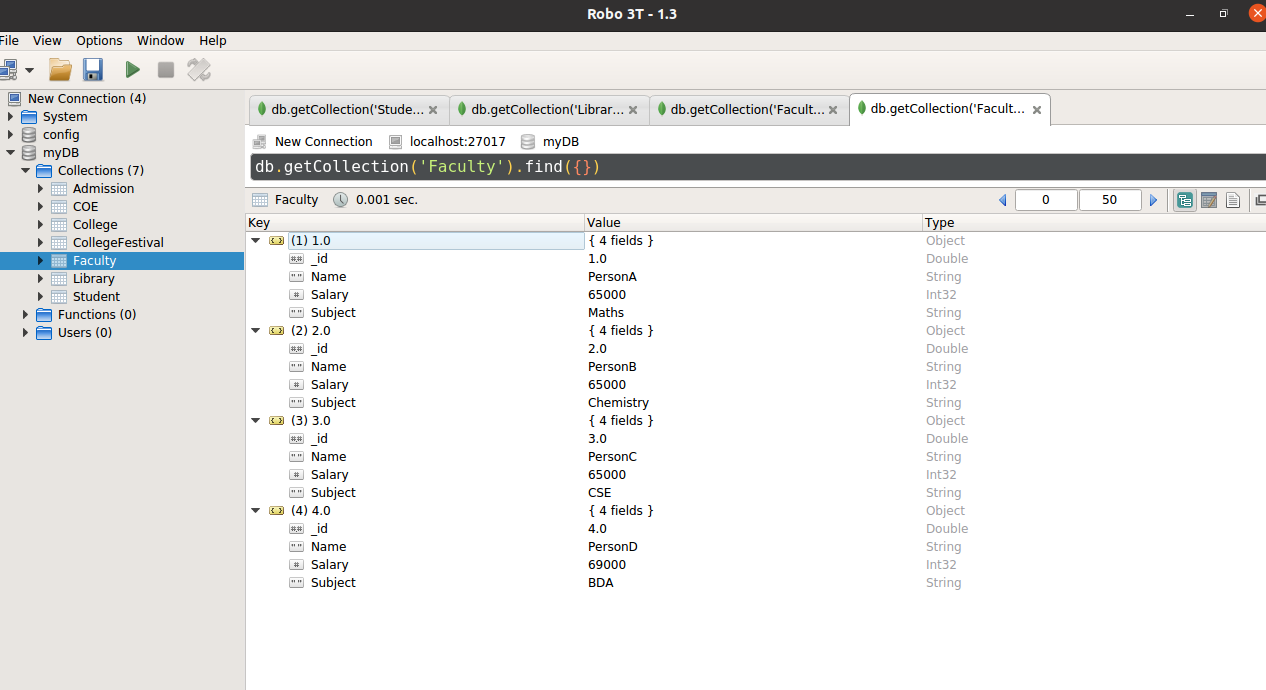 Robo 3T - 1.3
File View Options Window Help
New Connection (4)
System
config
myDB
Collections (7)
Admission
COE
College
CollegeFestival
Faculty
Library
Student
Functions (0)
Users (0)
db.getCollection('Stude... db.getCollection('Librar... db.getCollection('Facult... db.getCollection('Facult...
New Connection localhost:27017 myDB
db.getCollection('Faculty').find({})
Faculty 0.001 sec. 0 50
Key Value Type
(1) 1.0 { 4 fields } Object
_id 1.0 Double
Name PersonA String
Salary 65000 Int32
Subject Maths String
(2) 2.0 { 4 fields } Object
_id 2.0 Double
Name PersonB String
Salary 65000 Int32
Subject Chemistry String
(3) 3.0 { 4 fields } Object
_id 3.0 Double
Name PersonC String
Salary 65000 Int32
Subject CSE String
(4) 4.0 { 4 fields } Object
_id 4.0 Double
Name PersonD String
Salary 69000 Int32
Subject BDA String